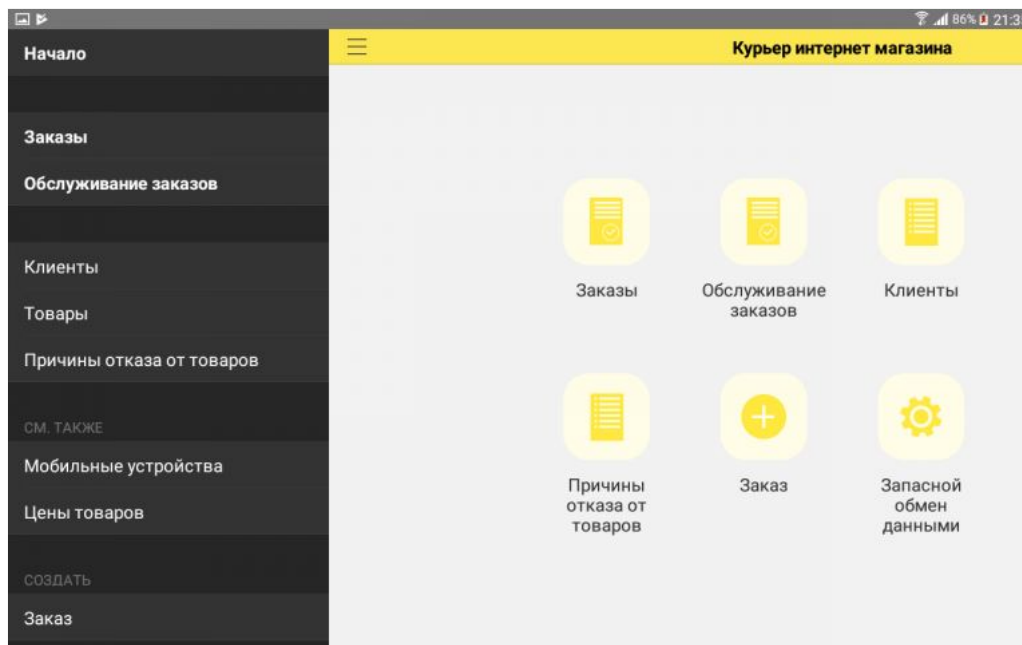 86% 21:3
Начало
Курьер интернет магазина
Заказы
Обслуживание заказов
Клиенты
Товары
Причины отказа от товаров
СМ. ТАКЖЕ
Мобильные устройства
Цены товаров
СОЗДАТЬ
Заказ
Заказы
Обслуживание
заказов
Клиенты
Причины
отказа от
товаров
Заказ
Запасной
обмен
данными